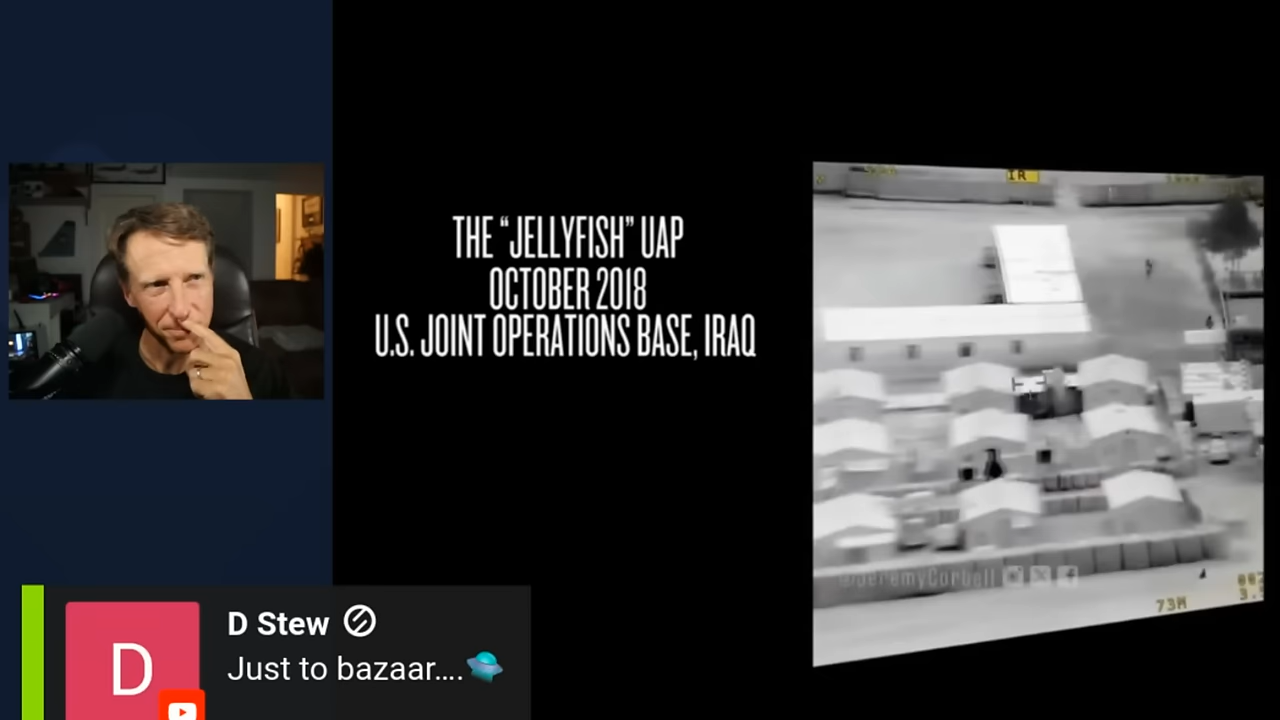 THE “JELLYFISH” UAP
OCTOBER 2018
U.S. JOINT OPERATIONS BASE, IRAQ
IR
@JeremyCorbell
73M
D
D Stew
Just to bazaar....🛸